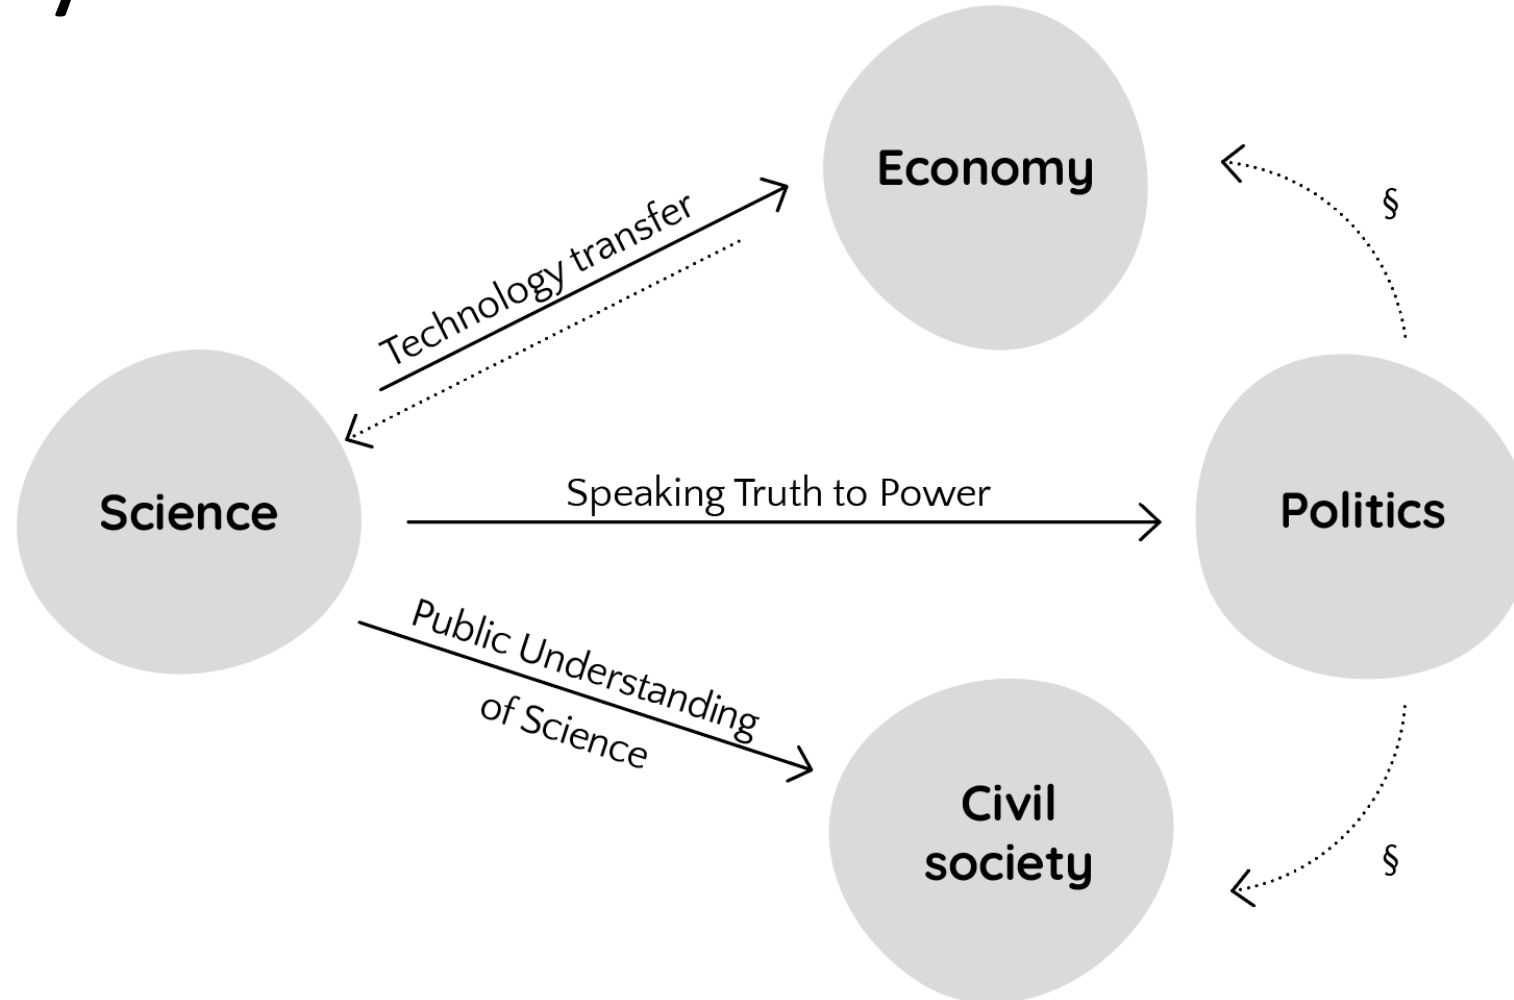 Economy
§
Technology transfer
Science
Speaking Truth to Power
Politics
Public Understanding
of Science
Civil
society
§